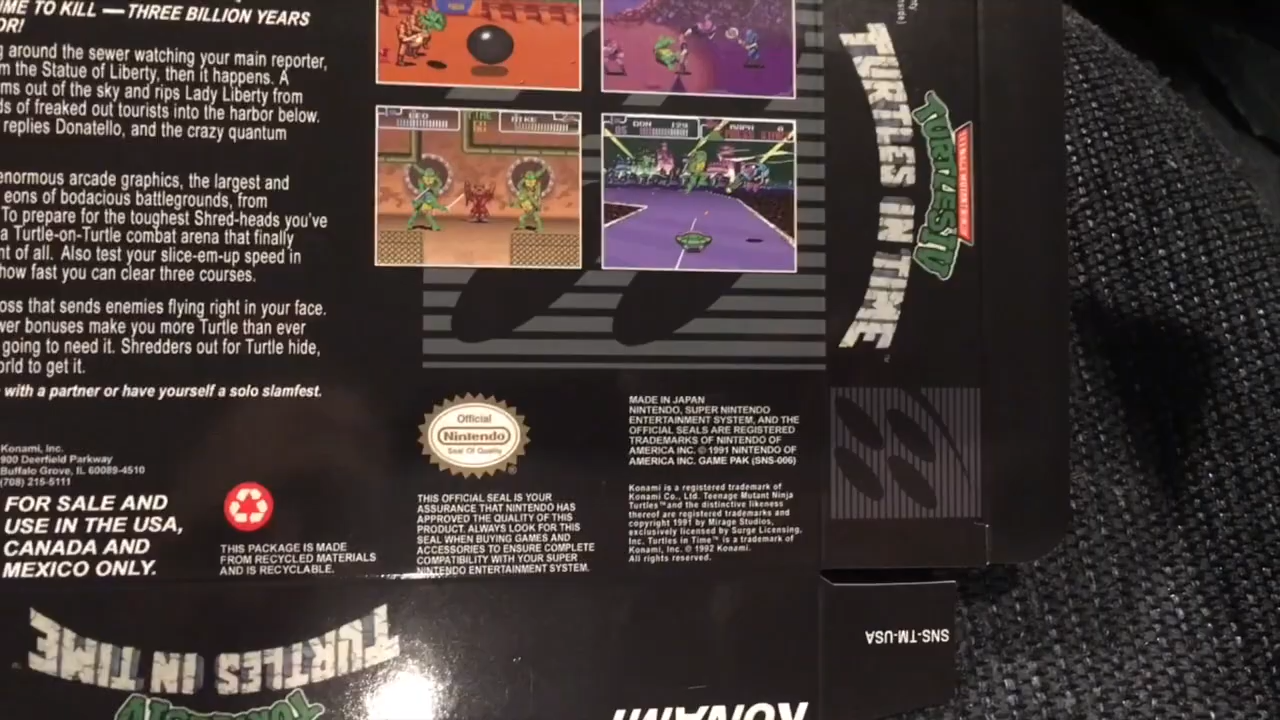 IME TO KILL — THREE BILLION YEARS
OR!
around the sewer watching your main reporter,
m the Statue of Liberty, then it happens. A
ms out of the sky and rips Lady Liberty from
ds of freaked out tourists into the harbor below.
replies Donatello, and the crazy quantum
enormous arcade graphics, the largest and
eons of bodacious battlegrounds, from
To prepare for the toughest Shred-heads you've
a Turtle-on-Turtle combat arena that finally
nt of all. Also test your slice-em-up speed in
how fast you can clear three courses.
oss that sends enemies flying right in your face.
wer bonuses make you more Turtle than ever
going to need it. Shredders out for Turtle hide,
orld to get it.
with a partner or have yourself a solo slamfest.
Konami, Inc.
900 Deerfield Parkway
Buffalo Grove, IL 60089-4510
(708) 215-5111
FOR SALE AND
USE IN THE USA,
CANADA AND
MEXICO ONLY.
THIS PACKAGE IS MADE
FROM RECYCLED MATERIALS
AND IS RECYCLABLE.
LEO
TIME
MIKE
DON
RAPH
Official
Nintendo
Seal Of Quality
THIS OFFICIAL SEAL IS YOUR
ASSURANCE THAT NINTENDO HAS
APPROVED THE QUALITY OF THIS
PRODUCT. ALWAYS LOOK FOR THIS
SEAL WHEN BUYING GAMES AND
ACCESSORIES TO ENSURE COMPLETE
COMPATIBILITY WITH YOUR SUPER
NINTENDO ENTERTAINMENT SYSTEM.
MADE IN JAPAN
NINTENDO, SUPER NINTENDO
ENTERTAINMENT SYSTEM, AND THE
OFFICIAL SEALS ARE REGISTERED
TRADEMARKS OF NINTENDO OF
AMERICA INC. © 1991 NINTENDO OF
AMERICA INC. GAME PAK (SNS-006)
Konami is a registered trademark of
Konami Co., Ltd. Teenage Mutant Ninja
Turtles™ and the distinctive likeness
thereof are registered trademarks and
copyright 1991 by Mirage Studios,
exclusively licensed by Surge Licensing,
Inc. Turtles in Time™ is a trademark of
Konami, Inc. © 1992 Konami.
All rights reserved.
TEENAGE MUTANT NINJA
TURTLES IV
TURTLES IN TIME™
SNS-TM-USA
TURTLES IV
TURTLES IN TIME
KONAMI